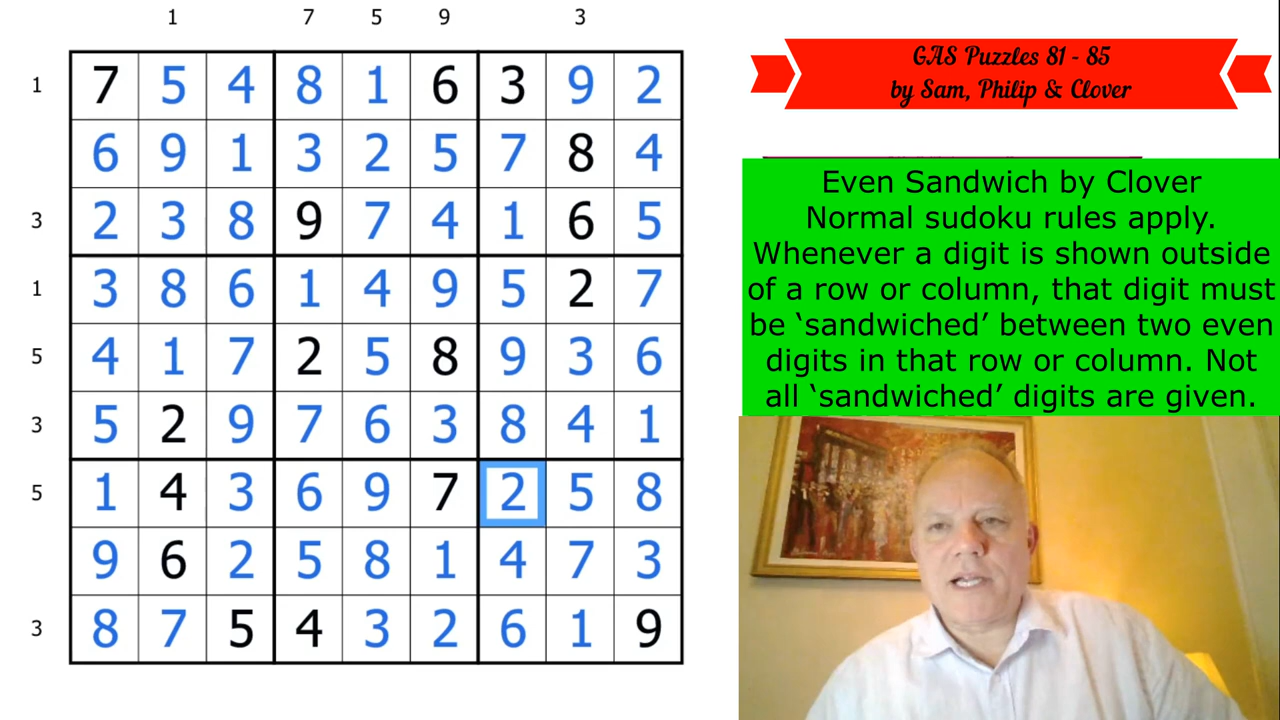 1 7 5 9 3
1 7 5 4 8 1 6 3 9 2
6 9 1 3 2 5 7 8 4
3 2 3 8 9 7 4 1 6 5
1 3 8 6 1 4 9 5 2 7
5 4 1 7 2 5 8 9 3 6
3 5 2 9 7 6 3 8 4 1
5 1 4 3 6 9 7 2 5 8
9 6 2 5 8 1 4 7 3
3 8 7 5 4 3 2 6 1 9
GAS Puzzles 81 - 85
by Sam, Philip & Clover
Even Sandwich by Clover
Normal sudoku rules apply.
Whenever a digit is shown outside
of a row or column, that digit must
be ‘sandwiched’ between two even
digits in that row or column. Not
all ‘sandwiched’ digits are given.